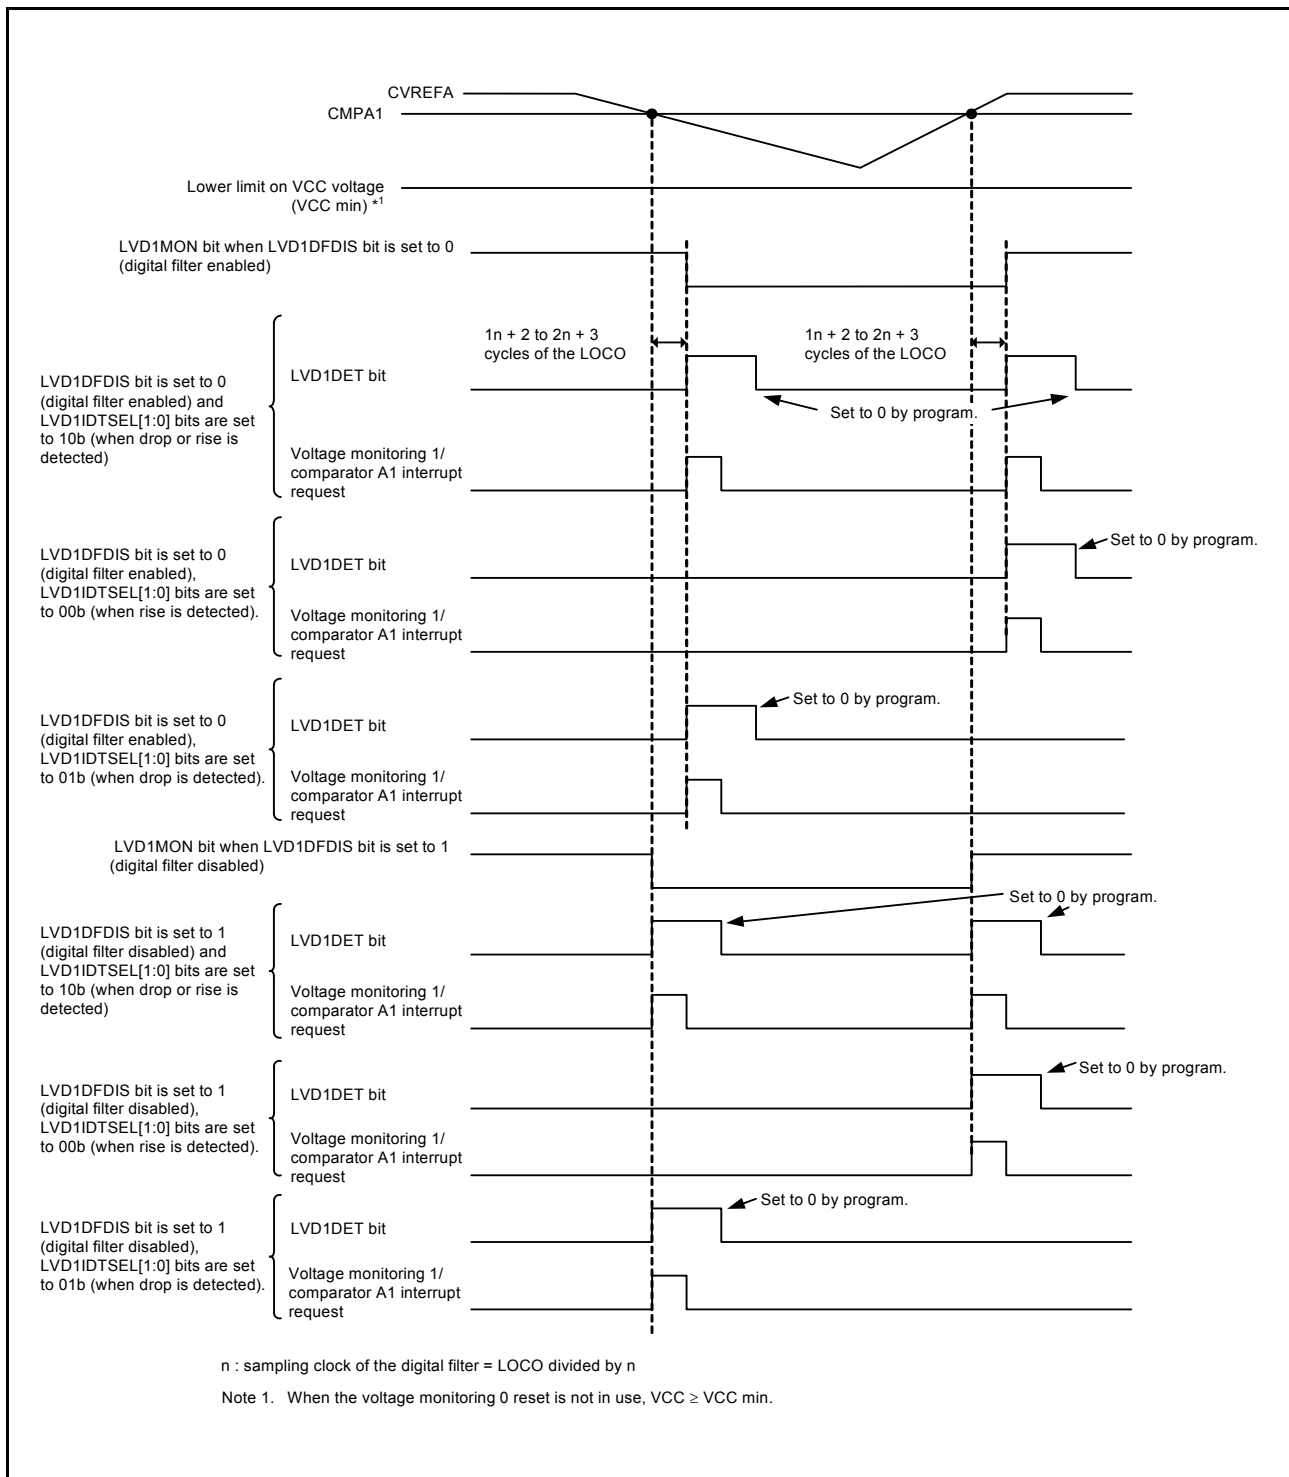 CVREFA
CMPA1
Lower limit on VCC voltage
(VCC min) *1
LVD1MON bit when LVD1DFDIS bit is set to 0
(digital filter enabled)
1n + 2 to 2n + 3
cycles of the LOCO
1n + 2 to 2n + 3
cycles of the LOCO
LVD1DFDIS bit is set to 0
(digital filter enabled) and
LVD1IDTSEL[1:0] bits are set
to 10b (when drop or rise is
detected)
LVD1DET bit
Set to 0 by program.
Voltage monitoring 1/
comparator A1 interrupt
request
LVD1DFDIS bit is set to 0
(digital filter enabled),
LVD1IDTSEL[1:0] bits are set
to 00b (when rise is detected).
LVD1DET bit
Set to 0 by program.
Voltage monitoring 1/
comparator A1 interrupt
request
LVD1DFDIS bit is set to 0
(digital filter enabled),
LVD1IDTSEL[1:0] bits are set
to 01b (when drop is detected).
LVD1DET bit
Set to 0 by program.
Voltage monitoring 1/
comparator A1 interrupt
request
LVD1MON bit when LVD1DFDIS bit is set to 1
(digital filter disabled)
LVD1DFDIS bit is set to 1
(digital filter disabled) and
LVD1IDTSEL[1:0] bits are set
to 10b (when drop or rise is
detected)
LVD1DET bit
Set to 0 by program.
Voltage monitoring 1/
comparator A1 interrupt
request
LVD1DFDIS bit is set to 1
(digital filter disabled),
LVD1IDTSEL[1:0] bits are set
to 00b (when rise is detected).
LVD1DET bit
Set to 0 by program.
Voltage monitoring 1/
comparator A1 interrupt
request
LVD1DFDIS bit is set to 1
(digital filter disabled),
LVD1IDTSEL[1:0] bits are set
to 01b (when drop is detected).
LVD1DET bit
Set to 0 by program.
Voltage monitoring 1/
comparator A1 interrupt
request
n : sampling clock of the digital filter = LOCO divided by n
Note 1. When the voltage monitoring 0 reset is not in use, VCC ≥ VCC min.